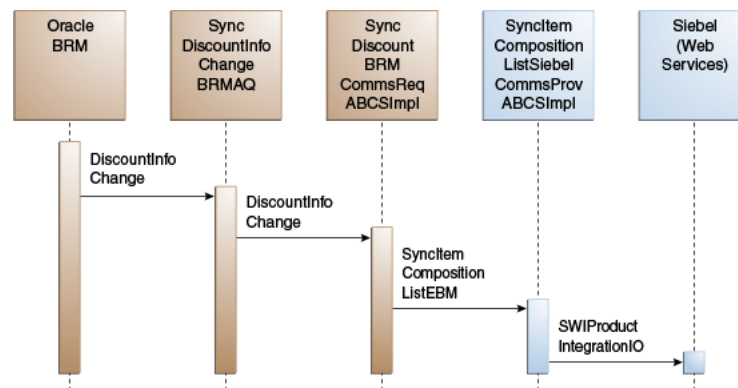 Oracle
BRM
Sync
DiscountInfo
Change
BRMAQ
Sync
Discount
BRM
CommsReq
ABCSImpl
SyncItem
Composition
ListSiebel
CommsProv
ABCSImpl
Siebel
(Web
Services)
DiscountInfo
Change
DiscountInfo
Change
SyncItem
Composition
ListEBM
SWIProduct
IntegrationIO